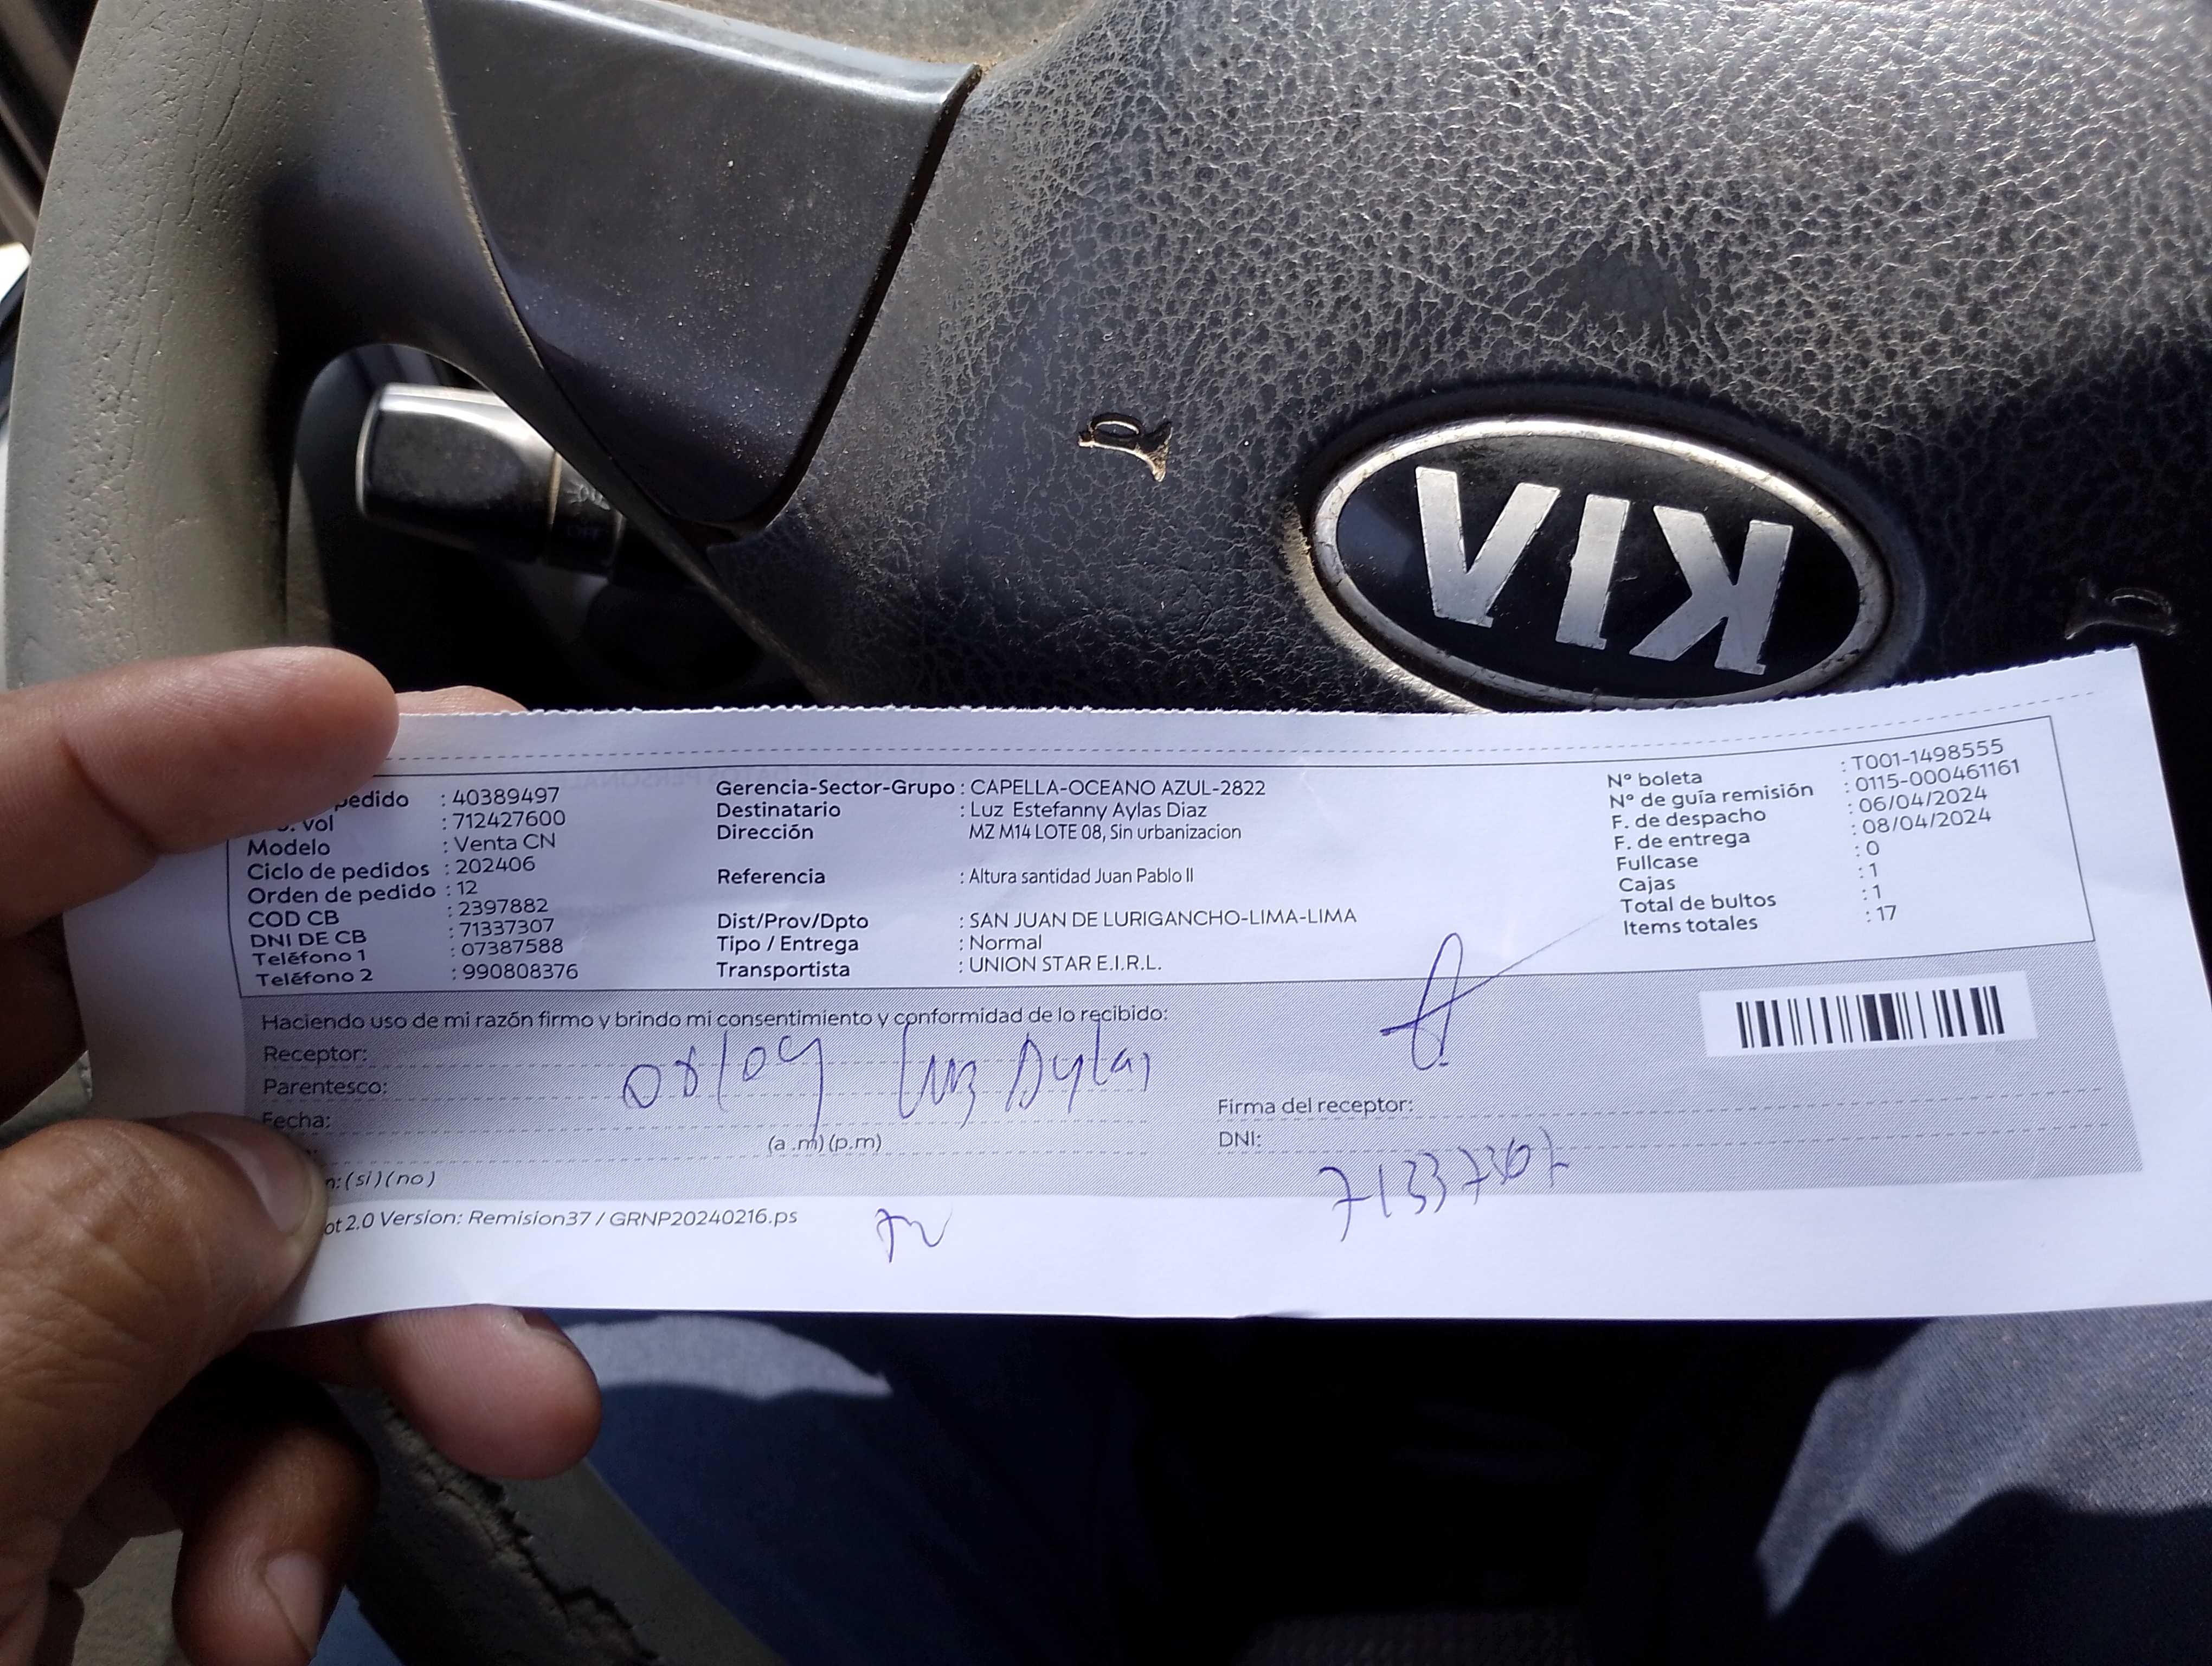 KIA
pedido : 40389497
vol : 712427600
Modelo : Venta CN
Ciclo de pedidos : 202406
Orden de pedido : 12
COD CB : 2397882
DNI DE CB : 71337307
Teléfono 1 : 07387588
Teléfono 2 : 990808376
Gerencia-Sector-Grupo : CAPELLA-OCEANO AZUL-2822
Destinatario : Luz Estefanny Aylas Diaz
Dirección MZ M14 LOTE 08, Sin urbanizacion
Referencia : Altura santidad Juan Pablo II
Dist/Prov/Dpto : SAN JUAN DE LURIGANCHO-LIMA-LIMA
Tipo / Entrega : Normal
Transportista : UNION STAR E.I.R.L.
Nº boleta : T001-1498555
Nº de guía remisión : 0115-000461161
F. de despacho : 06/04/2024
F. de entrega : 08/04/2024
Fullcase : 0
Cajas : 1
Total de bultos : 1
Items totales : 17
Haciendo uso de mi razón firmo y brindo mi consentimiento y conformidad de lo recibido:
Receptor:
Parentesco:
08/04 Luz Aylas
Fecha:
(a .m) (p.m)
Firma del receptor:
DNI:
71337307
n: (si) (no)
ot 2.0 Version: Remision37 / GRNP20240216.ps